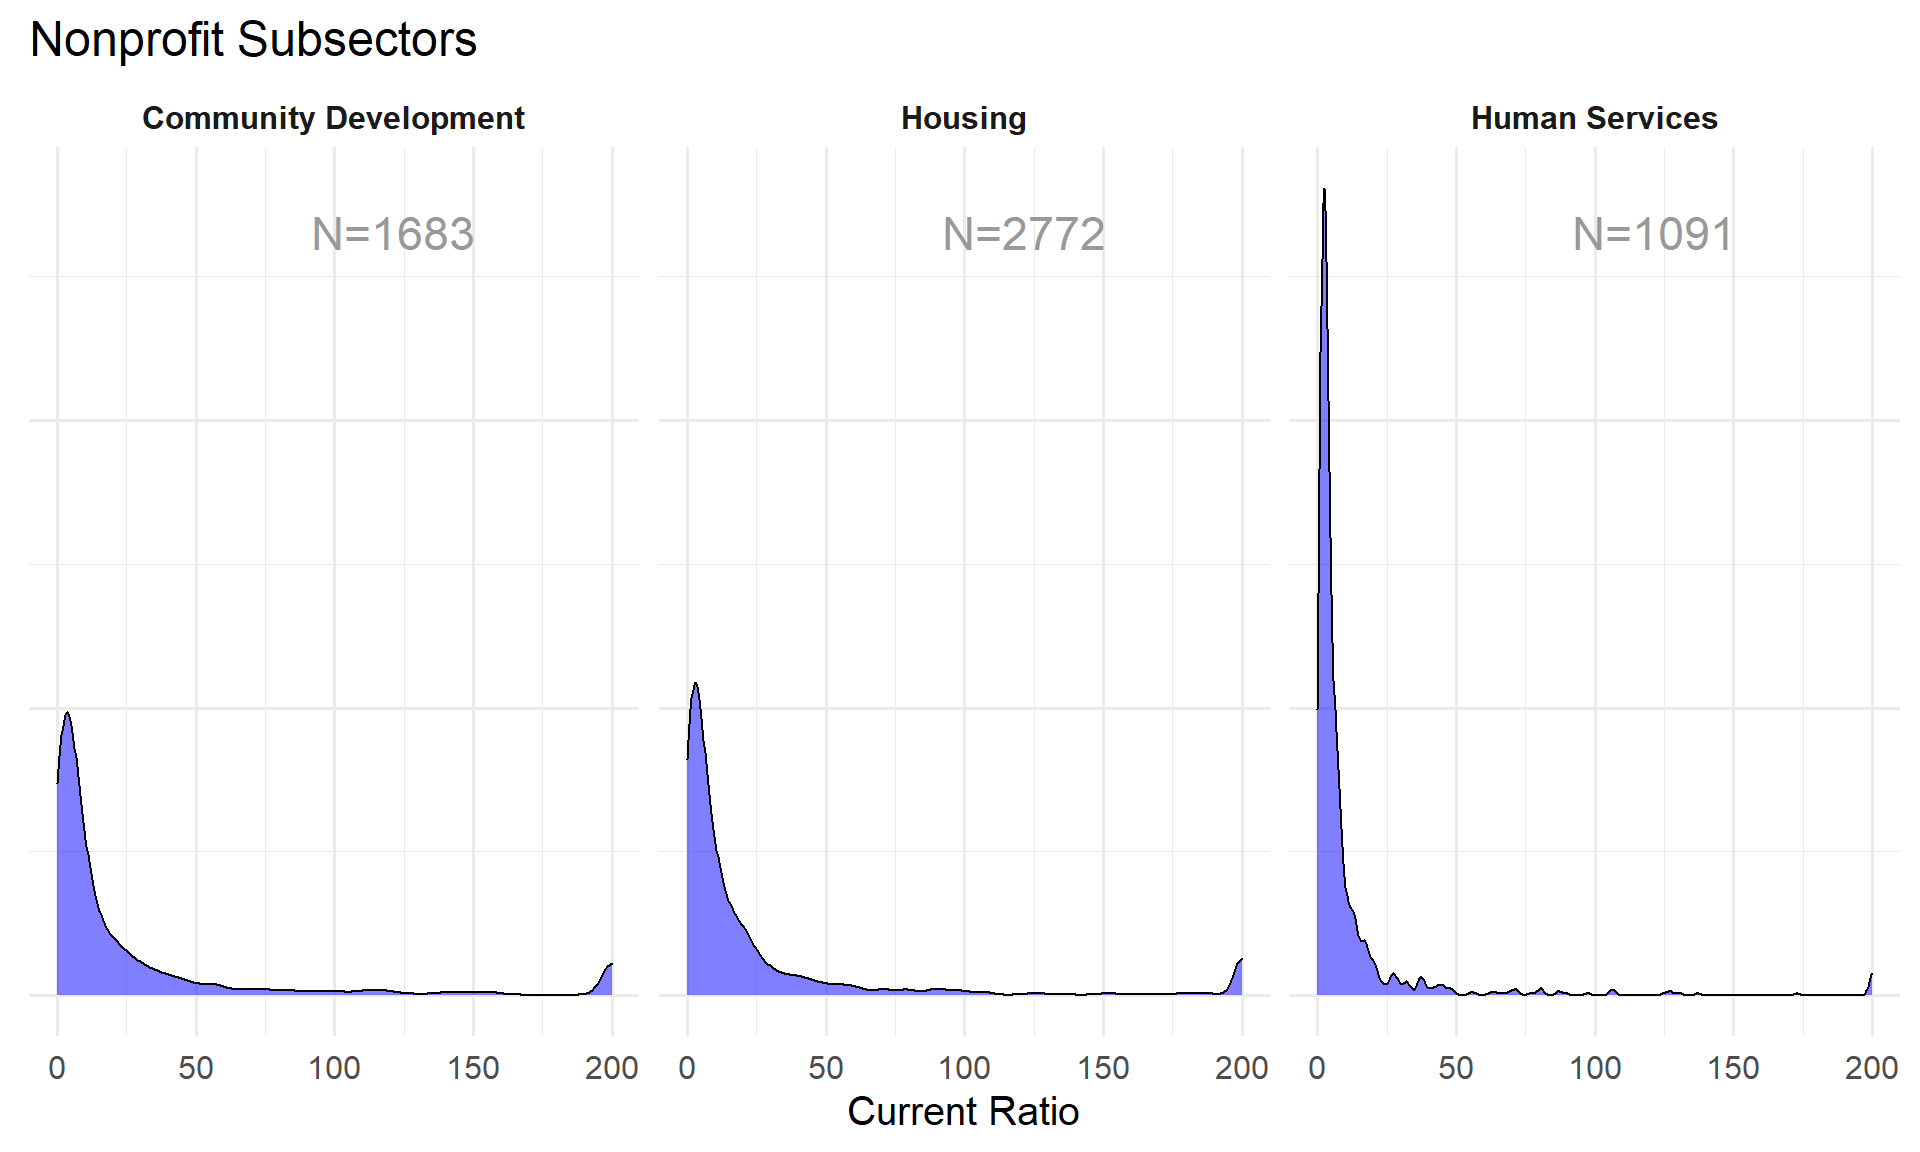 Nonprofit Subsectors
Community Development
Housing
Human Services
N=1683
N=2772
N=1091
0 50 100 150 200
0 50 100 150 200
0 50 100 150 200
Current Ratio